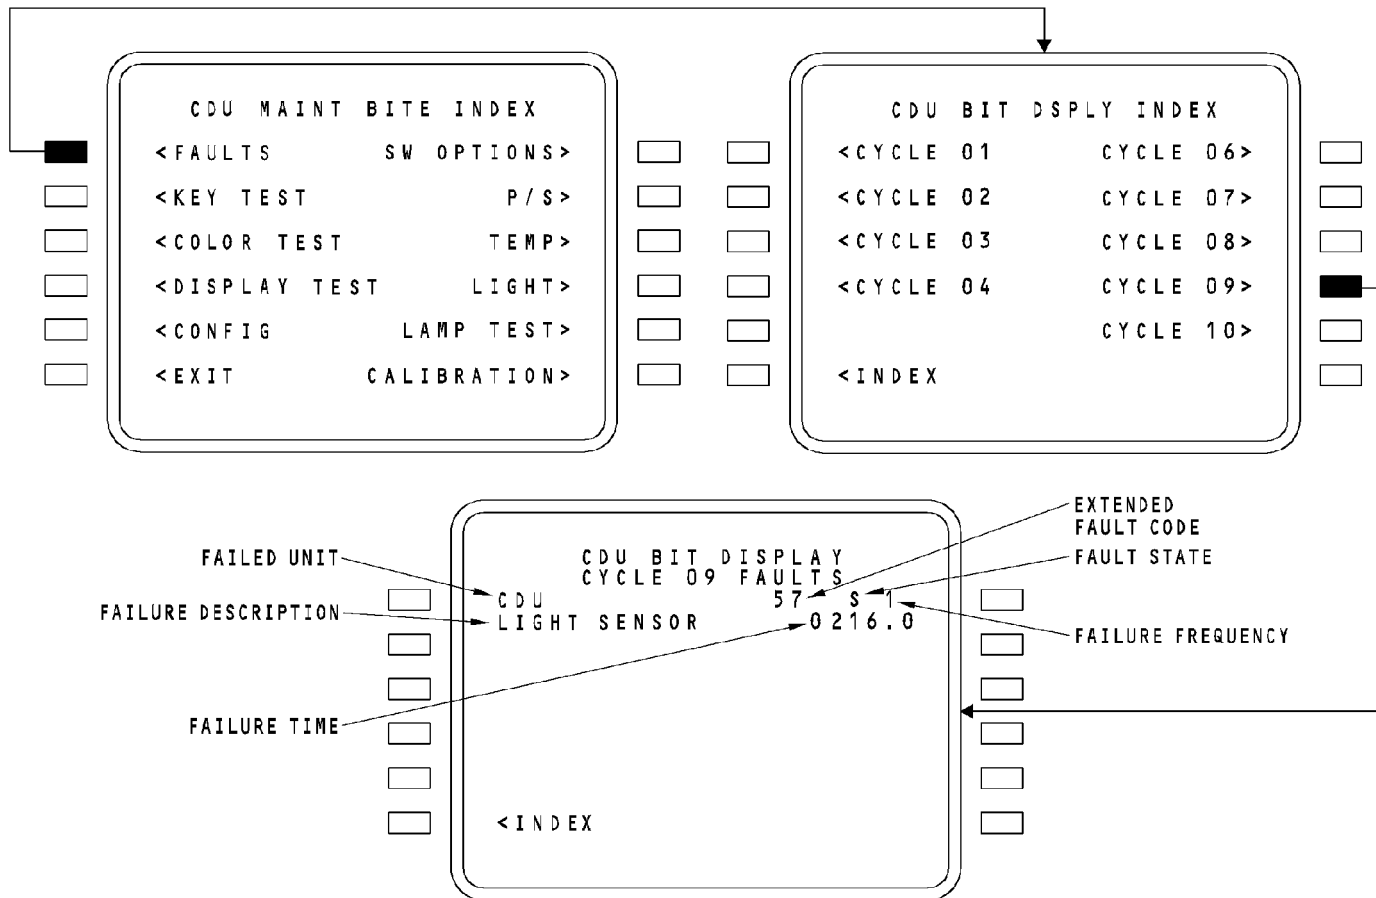 CDU MAINT BITE INDEX
<FAULTS SW OPTIONS>
<KEY TEST P/S>
<COLOR TEST TEMP>
<DISPLAY TEST LIGHT>
<CONFIG LAMP TEST>
<EXIT CALIBRATION>
CDU BIT DSPLY INDEX
<CYCLE 01 CYCLE 06>
<CYCLE 02 CYCLE 07>
<CYCLE 03 CYCLE 08>
<CYCLE 04 CYCLE 09>
CYCLE 10>
<INDEX
FAILED UNIT
FAILURE DESCRIPTION
FAILURE TIME
CDU BIT DISPLAY
CYCLE 09 FAULTS
CDU 57 S 1
LIGHT SENSOR 0216.0
<INDEX
EXTENDED
FAULT CODE
FAULT STATE
FAILURE FREQUENCY